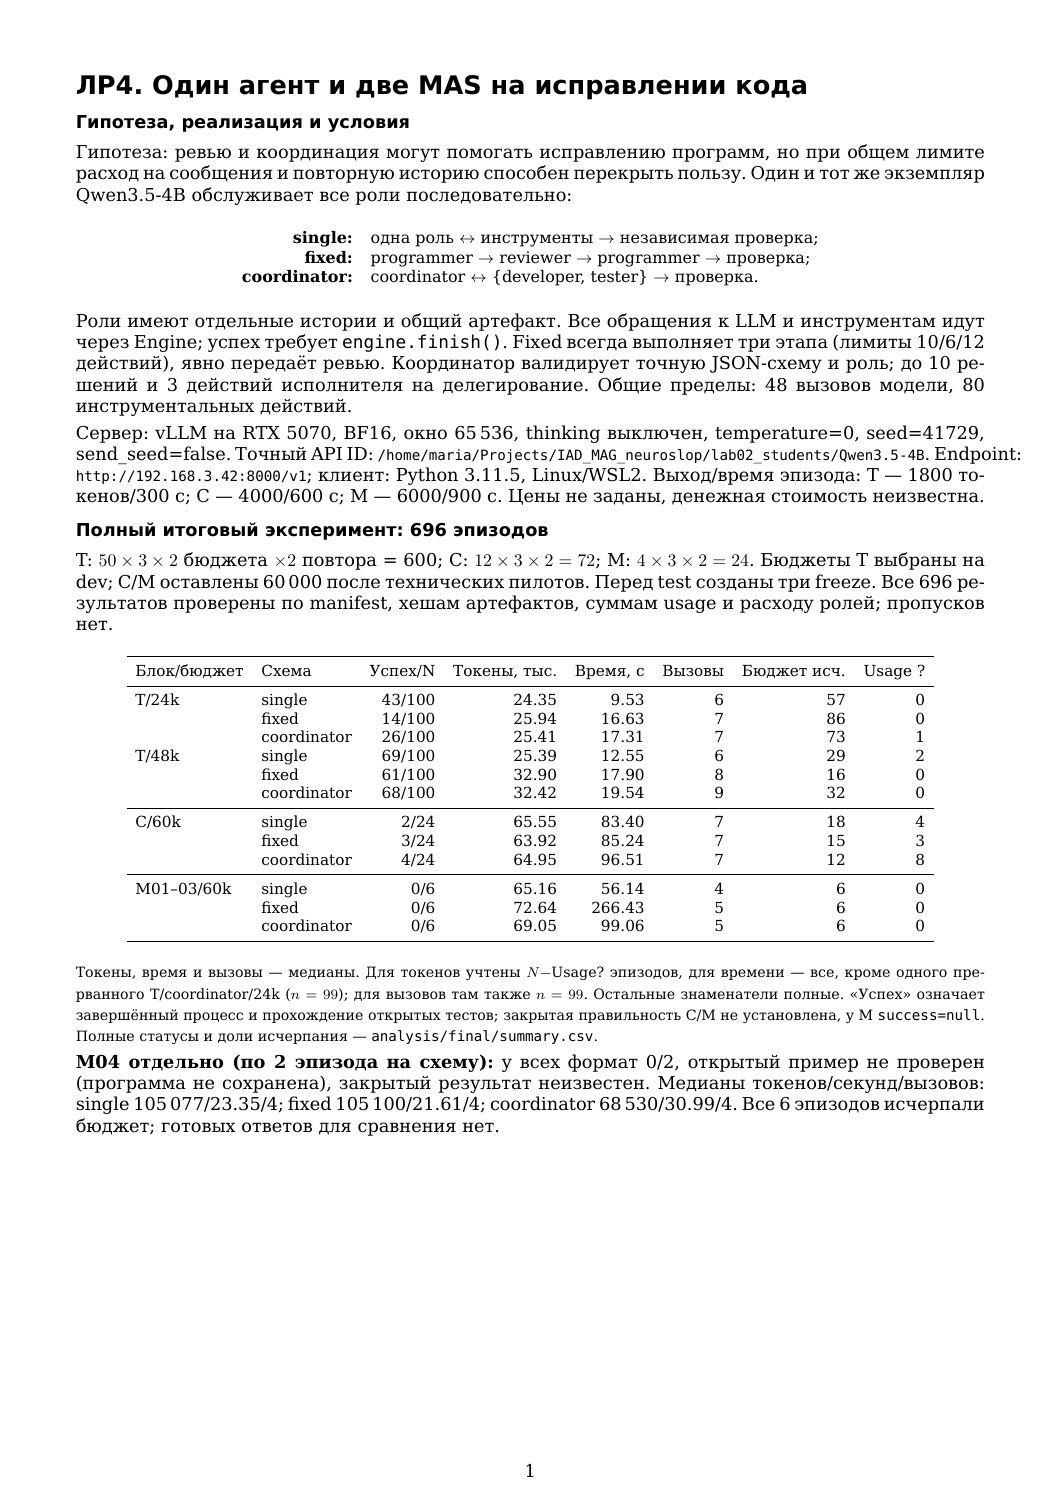 ЛР4. Один агент и две MAS на исправлении кода
Гипотеза, реализация и условия
Гипотеза: ревью и координация могут помогать исправлению программ, но при общем лимите
расход на сообщения и повторную историю способен перекрыть пользу. Один и тот же экземпляр
Qwen3.5-4B обслуживает все роли последовательно:
single: одна роль ↔ инструменты → независимая проверка;
fixed: programmer → reviewer → programmer → проверка;
coordinator: coordinator ↔ {developer, tester} → проверка.
Роли имеют отдельные истории и общий артефакт. Все обращения к LLM и инструментам идут
через Engine; успех требует engine.finish(). Fixed всегда выполняет три этапа (лимиты 10/6/12
действий), явно передаёт ревью. Координатор валидирует точную JSON-схему и роль; до 10 ре-
шений и 3 действий исполнителя на делегирование. Общие пределы: 48 вызовов модели, 80
инструментальных действий.
Сервер: vLLM на RTX 5070, BF16, окно 65 536, thinking выключен, temperature=0, seed=41729,
send_seed=false. Точный API ID: /home/maria/Projects/IAD_MAG_neuroslop/lab02_students/Qwen3.5-4B. Endpoint:
http://192.168.3.42:8000/v1; клиент: Python 3.11.5, Linux/WSL2. Выход/время эпизода: T — 1800 то-
кенов/300 с; C — 4000/600 с; M — 6000/900 с. Цены не заданы, денежная стоимость неизвестна.
Полный итоговый эксперимент: 696 эпизодов
T: 50 × 3 × 2 бюджета ×2 повтора = 600; C: 12 × 3 × 2 = 72; M: 4 × 3 × 2 = 24. Бюджеты T выбраны на
dev; C/M оставлены 60 000 после технических пилотов. Перед test созданы три freeze. Все 696 ре-
зультатов проверены по manifest, хешам артефактов, суммам usage и расходу ролей; пропусков
нет.
Блок/бюджет Схема Успех/N Токены, тыс. Время, с Вызовы Бюджет исч. Usage ?
T/24k single 43/100 24.35 9.53 6 57 0
fixed 14/100 25.94 16.63 7 86 0
coordinator 26/100 25.41 17.31 7 73 1
T/48k single 69/100 25.39 12.55 6 29 2
fixed 61/100 32.90 17.90 8 16 0
coordinator 68/100 32.42 19.54 9 32 0
C/60k single 2/24 65.55 83.40 7 18 4
fixed 3/24 63.92 85.24 7 15 3
coordinator 4/24 64.95 96.51 7 12 8
M01–03/60k single 0/6 65.16 56.14 4 6 0
fixed 0/6 72.64 266.43 5 6 0
coordinator 0/6 69.05 99.06 5 6 0
Токены, время и вызовы — медианы. Для токенов учтены N−Usage? эпизодов, для времени — все, кроме одного пре-
рванного T/coordinator/24k (n = 99); для вызовов там также n = 99. Остальные знаменатели полные. «Успех» означает
завершённый процесс и прохождение открытых тестов; закрытая правильность C/M не установлена, у M success=null.
Полные статусы и доли исчерпания — analysis/final/summary.csv.
M04 отдельно (по 2 эпизода на схему): у всех формат 0/2, открытый пример не проверен
(программа не сохранена), закрытый результат неизвестен. Медианы токенов/секунд/вызовов:
single 105 077/23.35/4; fixed 105 100/21.61/4; coordinator 68 530/30.99/4. Все 6 эпизодов исчерпали
бюджет; готовых ответов для сравнения нет.
1